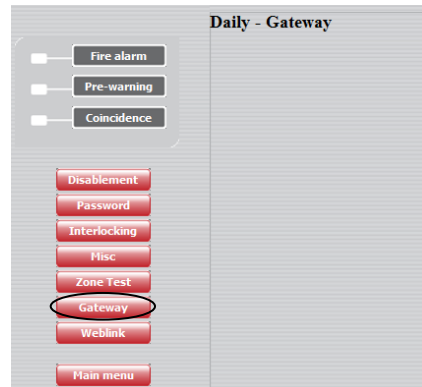 Daily - Gateway
Fire alarm
Pre-warning
Coincidence
Disablement
Password
Interlocking
Misc
Zone Test
Gateway
Weblink
Main menu